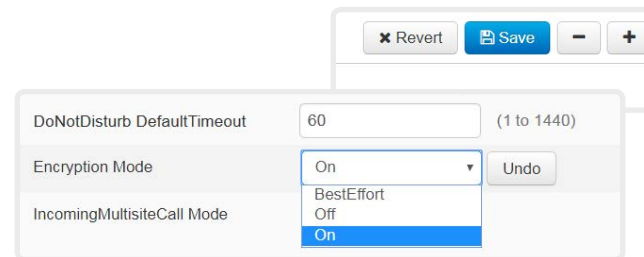 Revert Save
DoNotDisturb DefaultTimeout 60 (1 to 1440)
Encryption Mode On Undo
BestEffort
IncomingMultisiteCall Mode Off
On